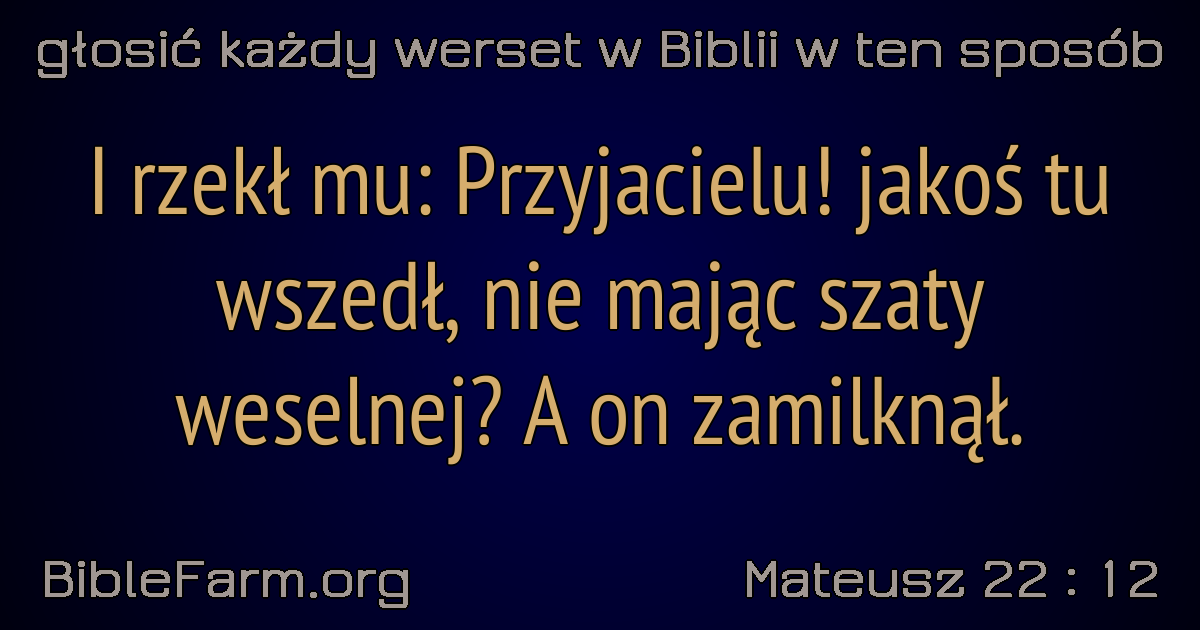 głosić każdy werset w Biblii w ten sposób
I rzekł mu: Przyjacielu! jakoś tu
wszedł, nie mając szaty
weselnej? A on zamilknął.
BibleFarm.org
Mateusz 22 : 12